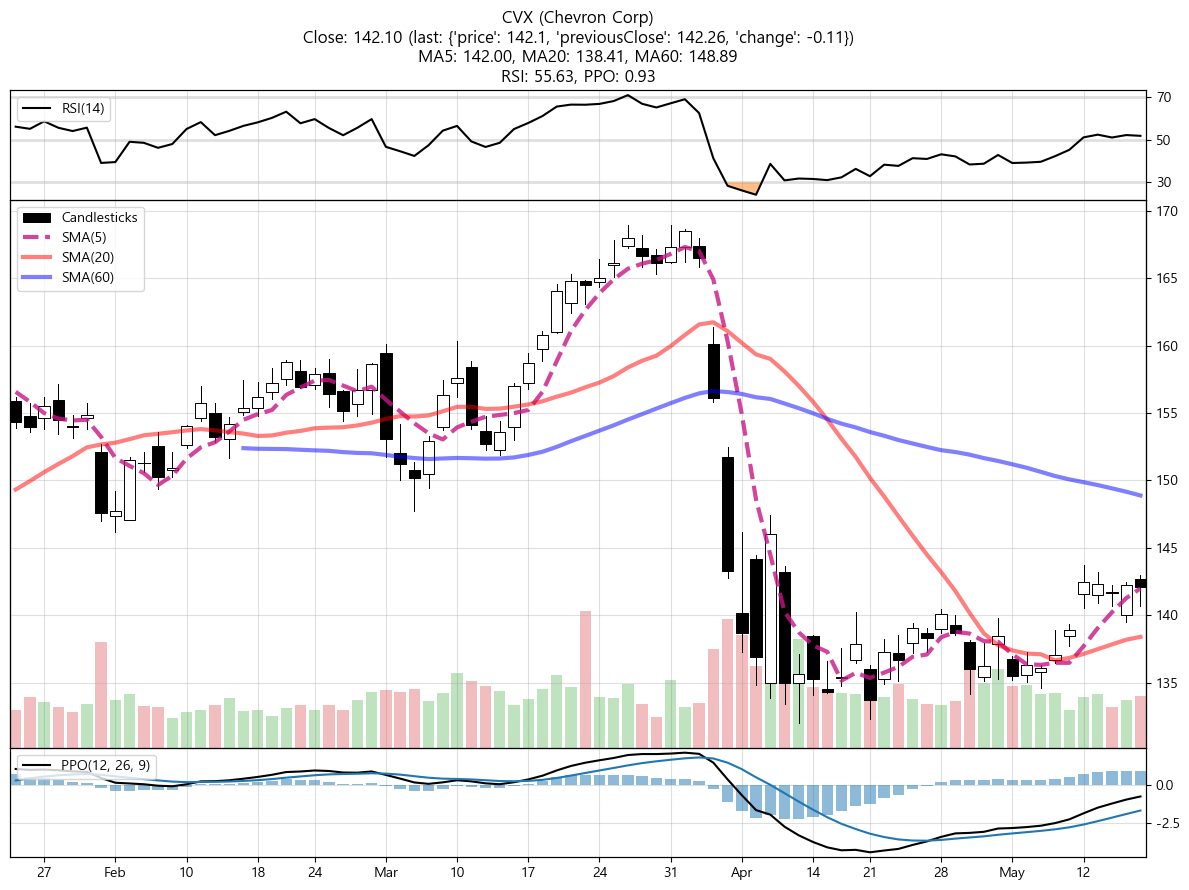 CVX (Chevron Corp)
Close: 142.10 (last: {'price': 142.1, 'previousClose': 142.26, 'change': -0.11})
MA5: 142.00, MA20: 138.41, MA60: 148.89
RSI: 55.63, PPO: 0.93
RSI(14)
70
50
30
Candlesticks
SMA(5)
SMA(20)
SMA(60)
170
165
160
155
150
145
140
135
PPO(12, 26, 9)
0.0
-2.5
27 Feb 10 18 24 Mar 10 17 24 31 Apr 14 21 28 May 12